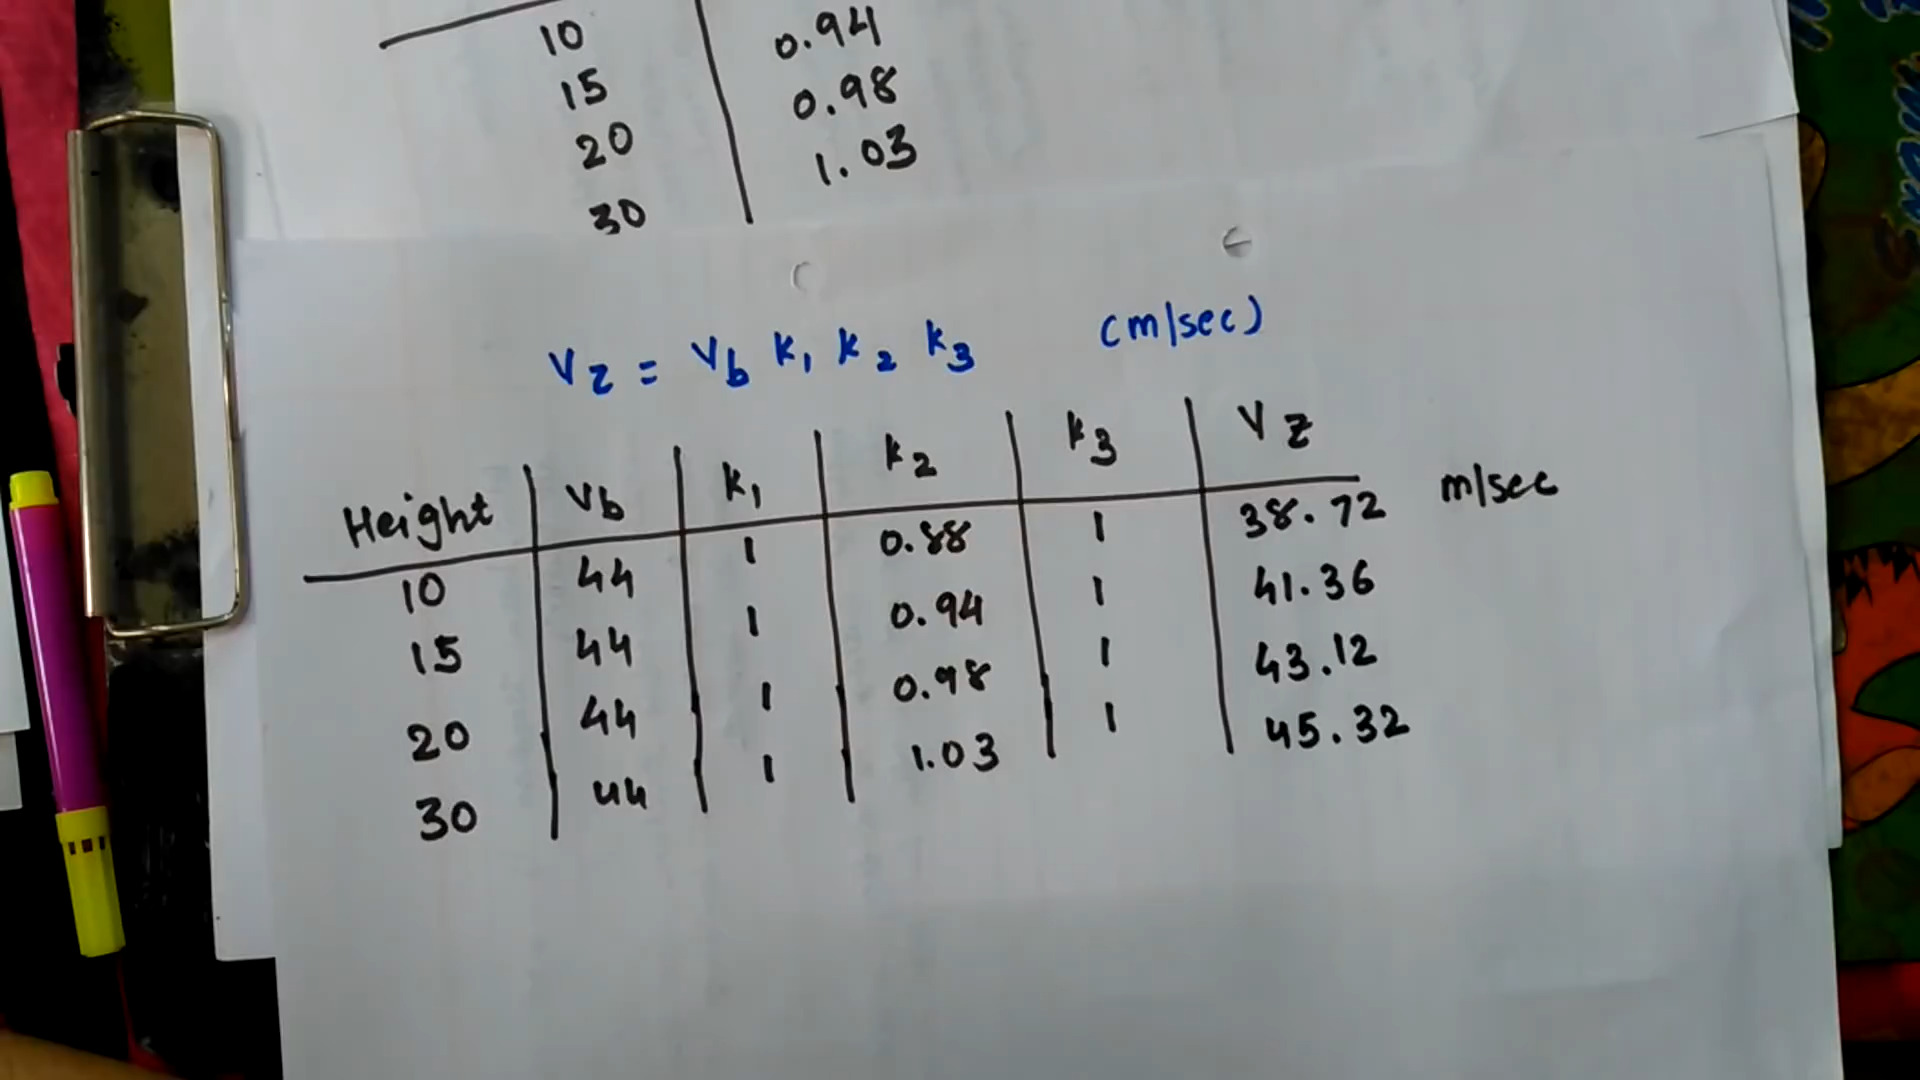 10 0.94
15 0.98
20 1.03
30
Vz = Vb K1 K2 K3 (m/sec)
Height Vb K1 K2 K3 Vz
10 44 1 0.88 1 38.72 m/sec
15 44 1 0.94 1 41.36
20 44 1 0.98 1 43.12
30 44 1 1.03 1 45.32